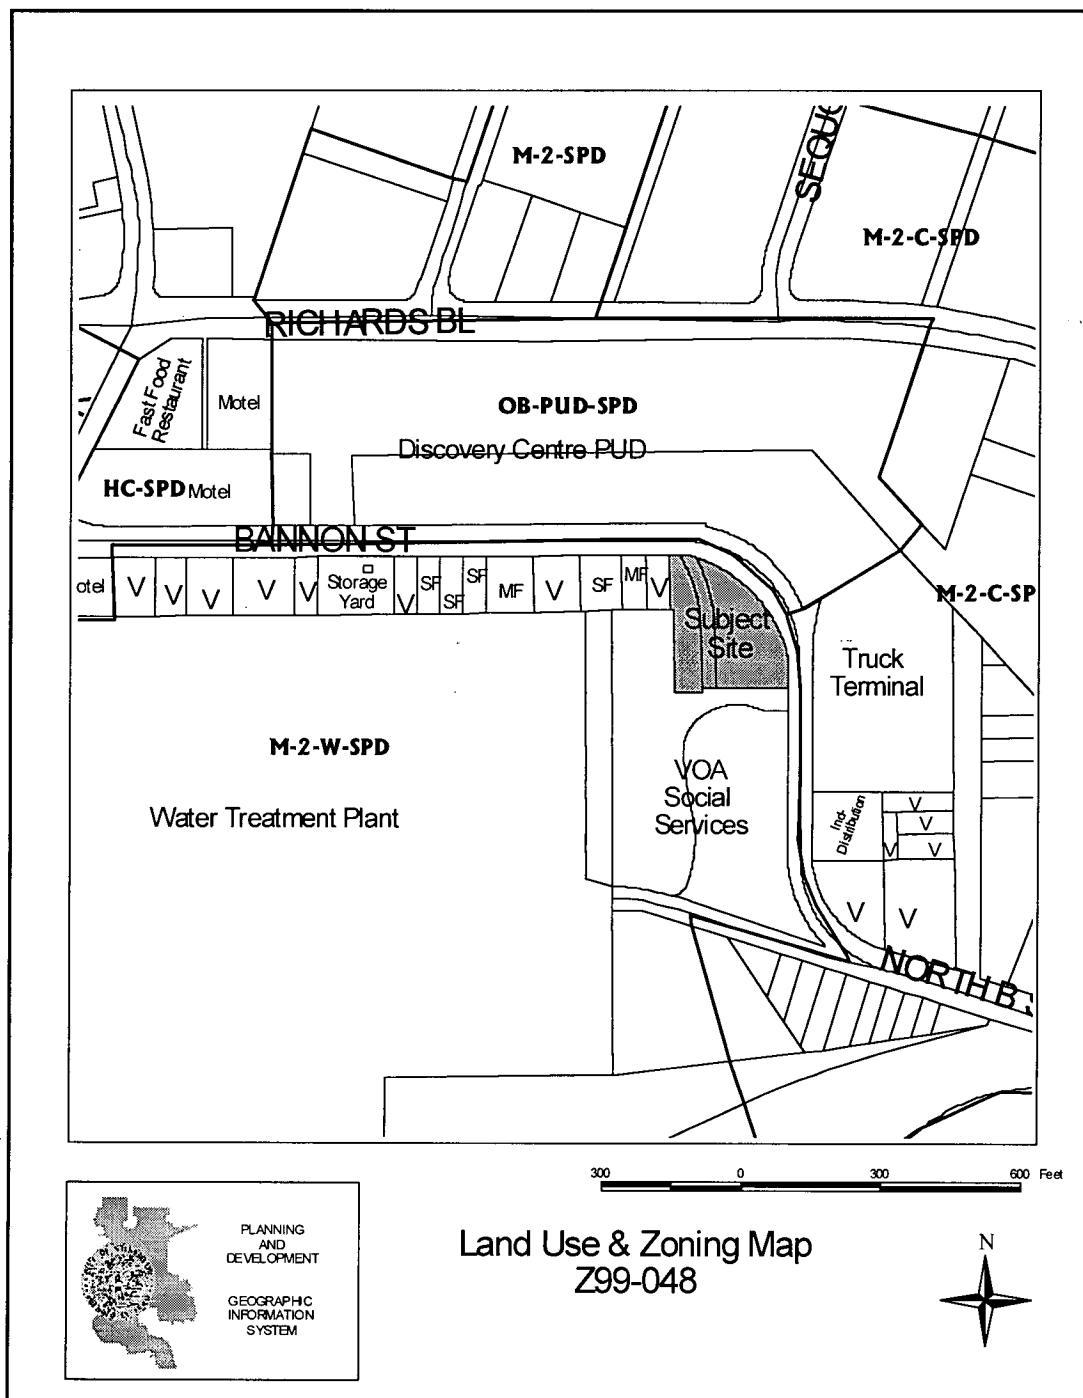 M-2-SPD
SEQUO
M-2-C-SPD
RICHARDS BL
Fast Food
Restaurant
Motel
OB-PUD-SPD
Discovery Centre PUD
HC-SPD
Motel
BANNON ST
otel
V
V
V
V
V
Storage
Yard
V
SF
SF
SF
MF
V
SF
MF
V
M-2-C-SP
Subject
Site
Truck
Terminal
M-2-W-SPD
VOA
Social
Services
Water Treatment Plant
Ind-
Distribution
V
V
V
V
V
V
NORTH B
300 0 300 600 Feet
PLANNING
AND
DEVELOPMENT
GEOGRAPHIC
INFORMATION
SYSTEM
Land Use & Zoning Map
Z99-048
N